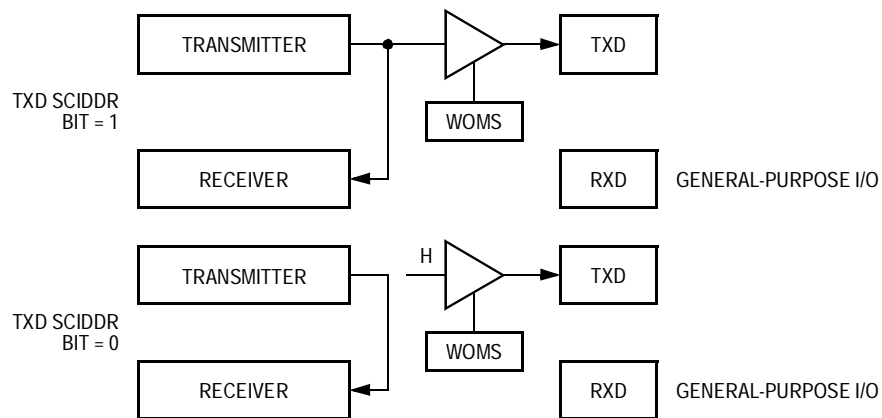 TRANSMITTER
TXD
TXD SCIDDR
BIT = 1
WOMS
RECEIVER
RXD
GENERAL-PURPOSE I/O
H
TRANSMITTER
TXD
TXD SCIDDR
BIT = 0
WOMS
RECEIVER
RXD
GENERAL-PURPOSE I/O